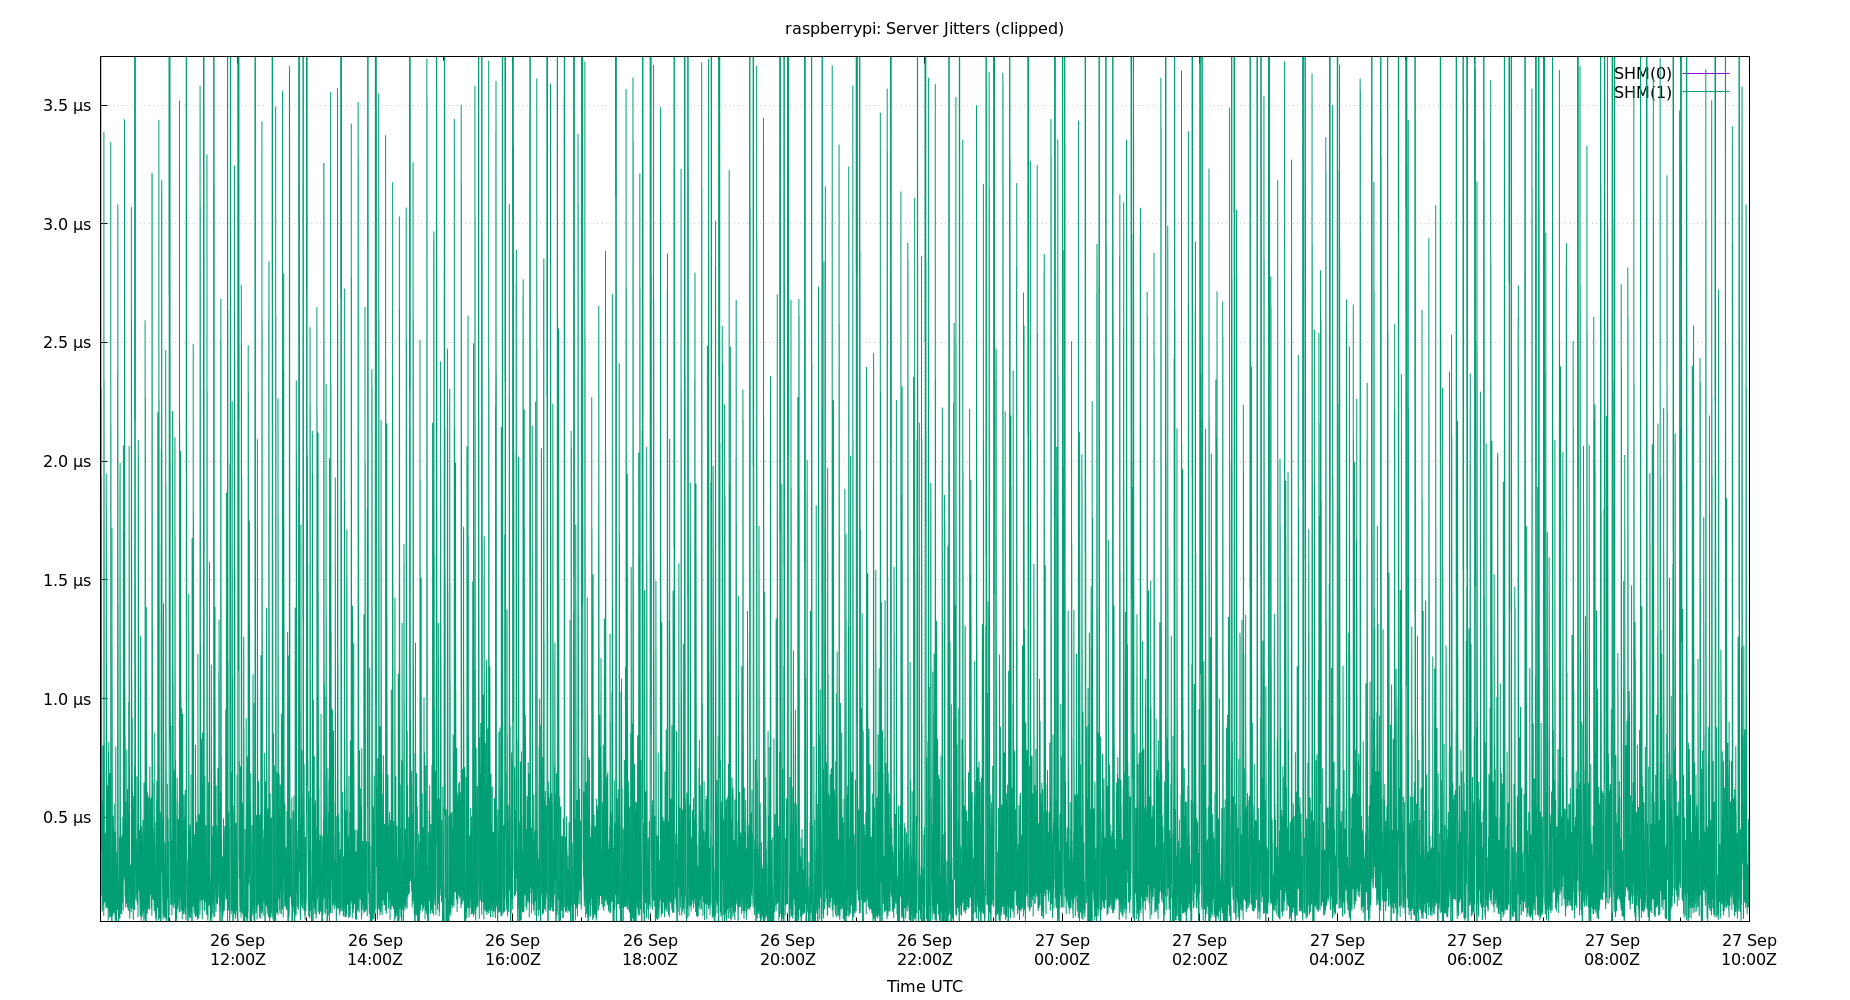 raspberrypi: Server Jitters (clipped)
SHM(0)
SHM(1)
3.5 µs
3.0 µs
2.5 µs
2.0 µs
1.5 µs
1.0 µs
0.5 µs
26 Sep 26 Sep 26 Sep 26 Sep 26 Sep 26 Sep 27 Sep 27 Sep 27 Sep 27 Sep 27 Sep 27 Sep
12:00Z 14:00Z 16:00Z 18:00Z 20:00Z 22:00Z 00:00Z 02:00Z 04:00Z 06:00Z 08:00Z 10:00Z
Time UTC